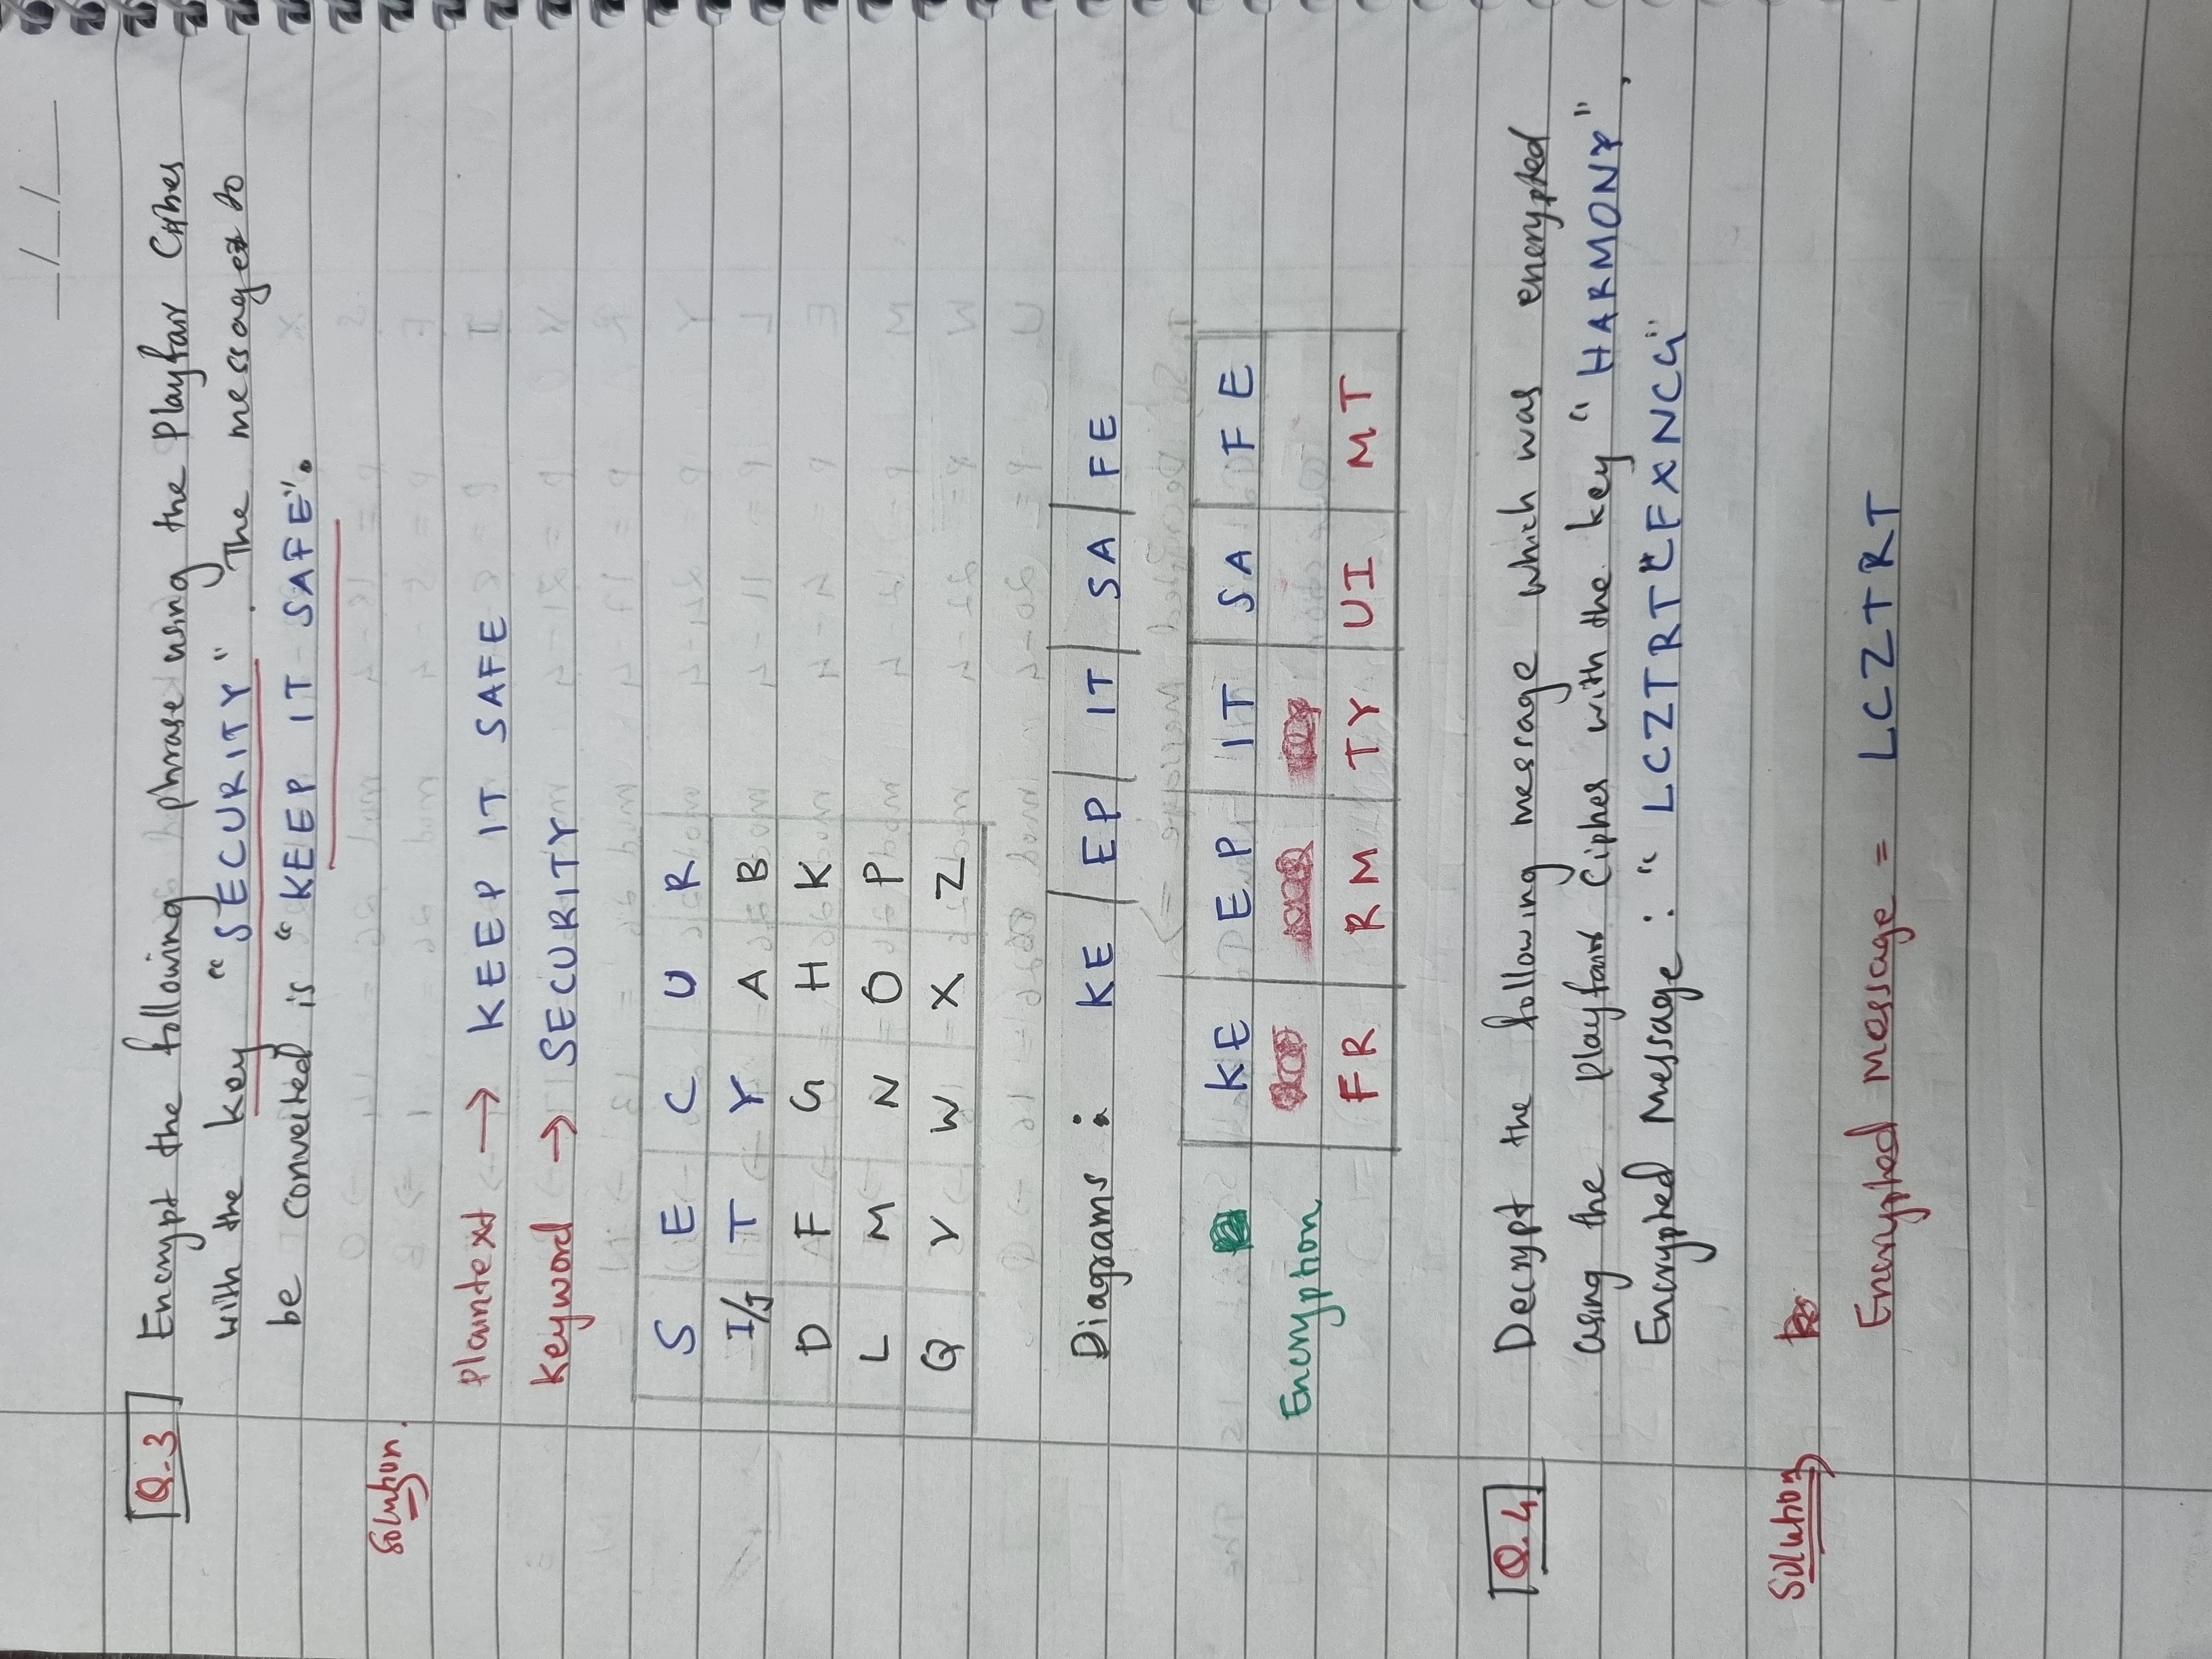 __/__/____
Q.3 Encrypt the following phrase using the Playfair Cipher
with the key "SECURITY". The message to
be converted is "KEEP IT SAFE".
Solution
Plaintext → KEEP IT SAFE
Keyword → SECURITY
S E C U R
I/J T Y A B
D F G H K
L M N O P
Q V W X Z
Diagrams : KE / EP | IT | SA | FE
KE EP IT SA FE
Encryption
FR RM TY UI MT
Q.4 Decrypt the following message which was encrypted
using the Playfair Cipher with the key "HARMONY".
Encrypted Message : "LCZTRTCFXNCG"
Solution
Encrypted Message = LCZTRT